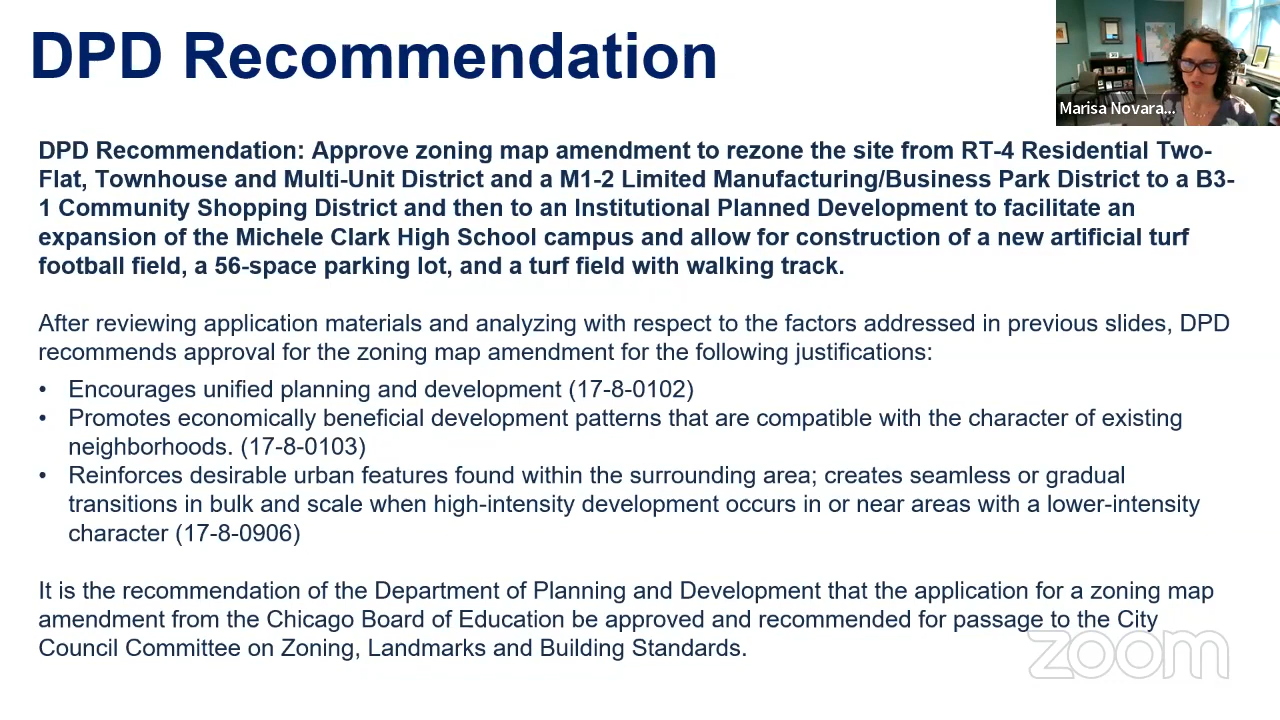 DPD Recommendation
Marisa Novara...
DPD Recommendation: Approve zoning map amendment to rezone the site from RT-4 Residential Two-
Flat, Townhouse and Multi-Unit District and a M1-2 Limited Manufacturing/Business Park District to a B3-
1 Community Shopping District and then to an Institutional Planned Development to facilitate an
expansion of the Michele Clark High School campus and allow for construction of a new artificial turf
football field, a 56-space parking lot, and a turf field with walking track.
After reviewing application materials and analyzing with respect to the factors addressed in previous slides, DPD
recommends approval for the zoning map amendment for the following justifications:
• Encourages unified planning and development (17-8-0102)
• Promotes economically beneficial development patterns that are compatible with the character of existing
neighborhoods. (17-8-0103)
• Reinforces desirable urban features found within the surrounding area; creates seamless or gradual
transitions in bulk and scale when high-intensity development occurs in or near areas with a lower-intensity
character (17-8-0906)
It is the recommendation of the Department of Planning and Development that the application for a zoning map
amendment from the Chicago Board of Education be approved and recommended for passage to the City
Council Committee on Zoning, Landmarks and Building Standards.
zoom